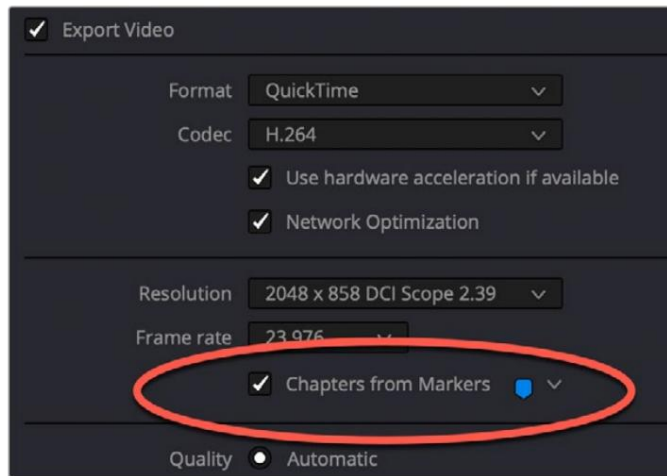 Export Video
Format QuickTime
Codec H.264
Use hardware acceleration if available
Network Optimization
Resolution 2048 x 858 DCI Scope 2.39
Frame rate 23.976
Chapters from Markers
Quality Automatic